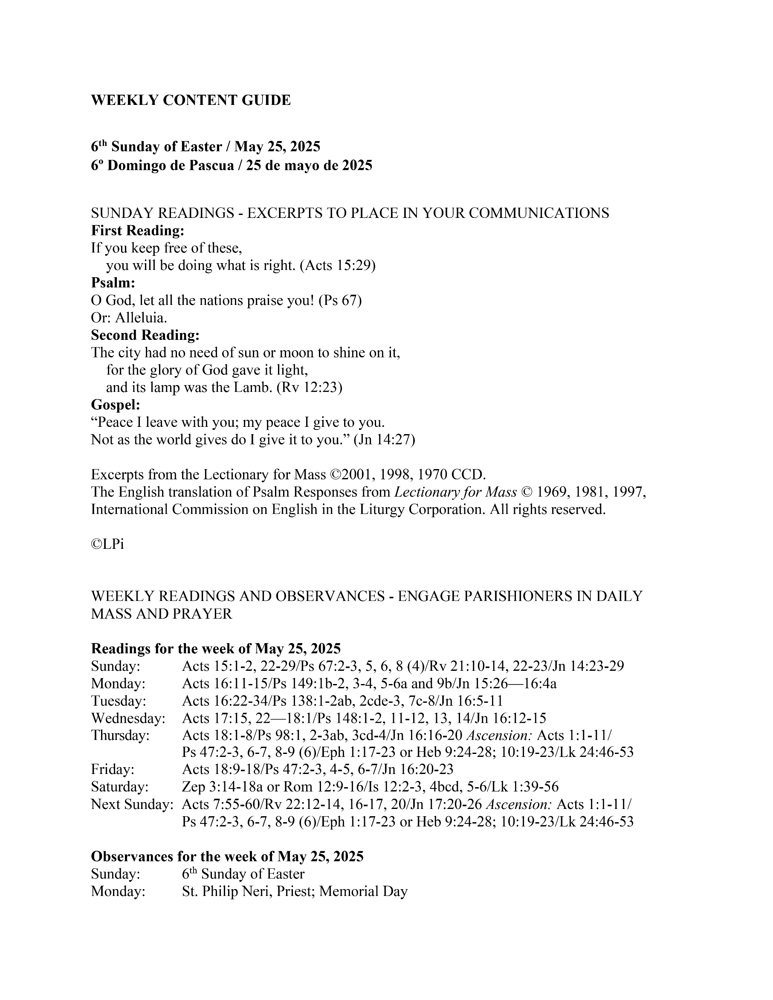 WEEKLY CONTENT GUIDE
6th Sunday of Easter / May 25, 2025
6º Domingo de Pascua / 25 de mayo de 2025
SUNDAY READINGS - EXCERPTS TO PLACE IN YOUR COMMUNICATIONS
First Reading:
If you keep free of these,
you will be doing what is right. (Acts 15:29)
Psalm:
O God, let all the nations praise you! (Ps 67)
Or: Alleluia.
Second Reading:
The city had no need of sun or moon to shine on it,
for the glory of God gave it light,
and its lamp was the Lamb. (Rv 12:23)
Gospel:
“Peace I leave with you; my peace I give to you.
Not as the world gives do I give it to you.” (Jn 14:27)
Excerpts from the Lectionary for Mass ©2001, 1998, 1970 CCD.
The English translation of Psalm Responses from Lectionary for Mass © 1969, 1981, 1997,
International Commission on English in the Liturgy Corporation. All rights reserved.
©LPi
WEEKLY READINGS AND OBSERVANCES - ENGAGE PARISHIONERS IN DAILY
MASS AND PRAYER
Readings for the week of May 25, 2025
Sunday: Acts 15:1-2, 22-29/Ps 67:2-3, 5, 6, 8 (4)/Rv 21:10-14, 22-23/Jn 14:23-29
Monday: Acts 16:11-15/Ps 149:1b-2, 3-4, 5-6a and 9b/Jn 15:26—16:4a
Tuesday: Acts 16:22-34/Ps 138:1-2ab, 2cde-3, 7c-8/Jn 16:5-11
Wednesday: Acts 17:15, 22—18:1/Ps 148:1-2, 11-12, 13, 14/Jn 16:12-15
Thursday: Acts 18:1-8/Ps 98:1, 2-3ab, 3cd-4/Jn 16:16-20 Ascension: Acts 1:1-11/
Ps 47:2-3, 6-7, 8-9 (6)/Eph 1:17-23 or Heb 9:24-28; 10:19-23/Lk 24:46-53
Friday: Acts 18:9-18/Ps 47:2-3, 4-5, 6-7/Jn 16:20-23
Saturday: Zep 3:14-18a or Rom 12:9-16/Is 12:2-3, 4bcd, 5-6/Lk 1:39-56
Next Sunday: Acts 7:55-60/Rv 22:12-14, 16-17, 20/Jn 17:20-26 Ascension: Acts 1:1-11/
Ps 47:2-3, 6-7, 8-9 (6)/Eph 1:17-23 or Heb 9:24-28; 10:19-23/Lk 24:46-53
Observances for the week of May 25, 2025
Sunday: 6th Sunday of Easter
Monday: St. Philip Neri, Priest; Memorial Day